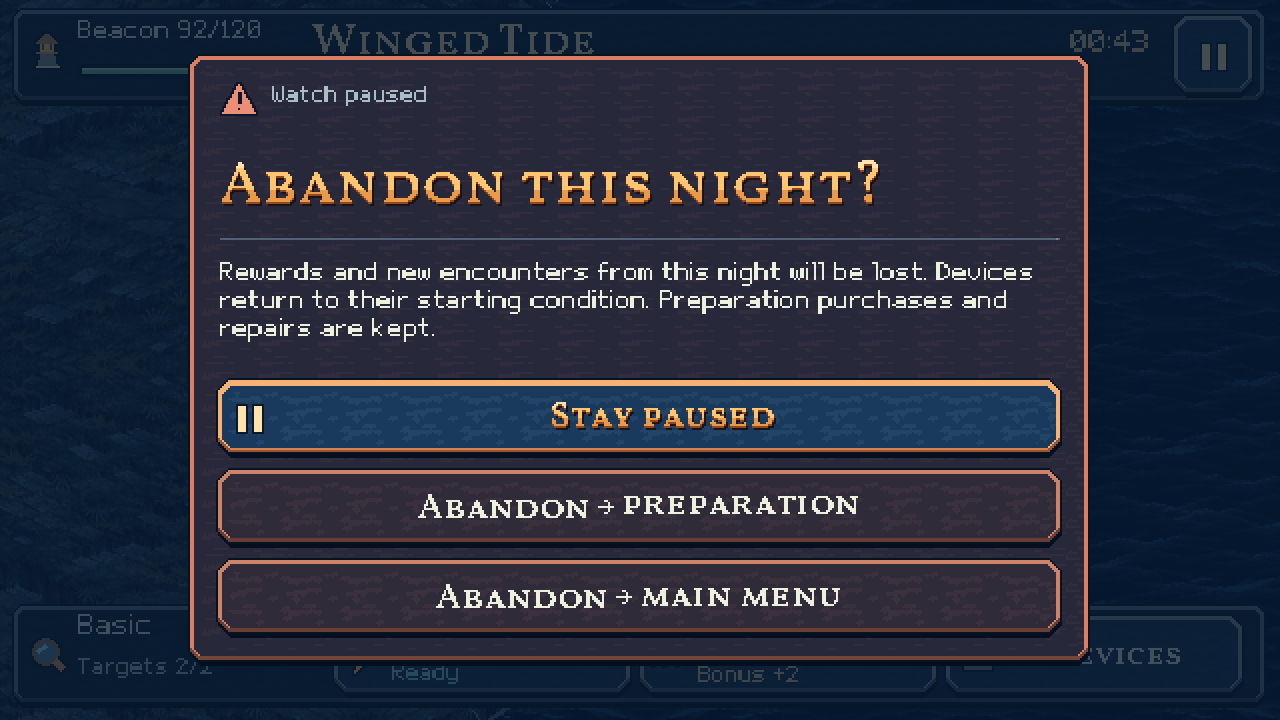 Beacon 92/120
Winged Tide
00:43
Watch paused
Abandon this night?
Rewards and new encounters from this night will be lost. Devices
return to their starting condition. Preparation purchases and
repairs are kept.
Stay paused
Abandon → preparation
Abandon → main menu
Basic
Targets 2/2
Ready
Bonus +2